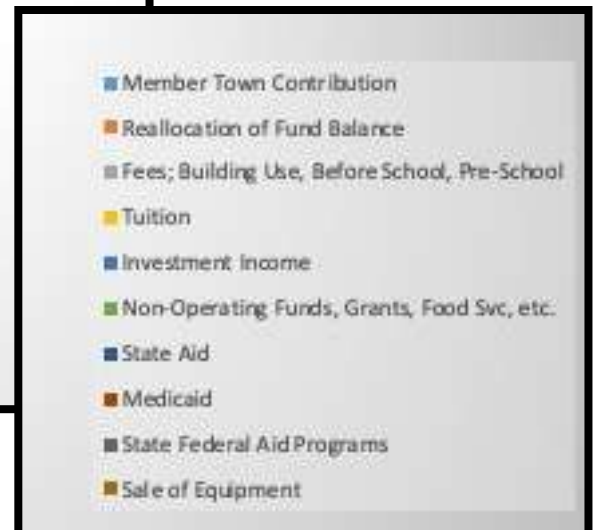 Member Town Contribution
Reallocation of Fund Balance
Fees; Building Use, Before School, Pre-School
Tuition
Investment Income
Non-Operating Funds, Grants, Food Svc, etc.
State Aid
Medicaid
State Federal Aid Programs
Sale of Equipment